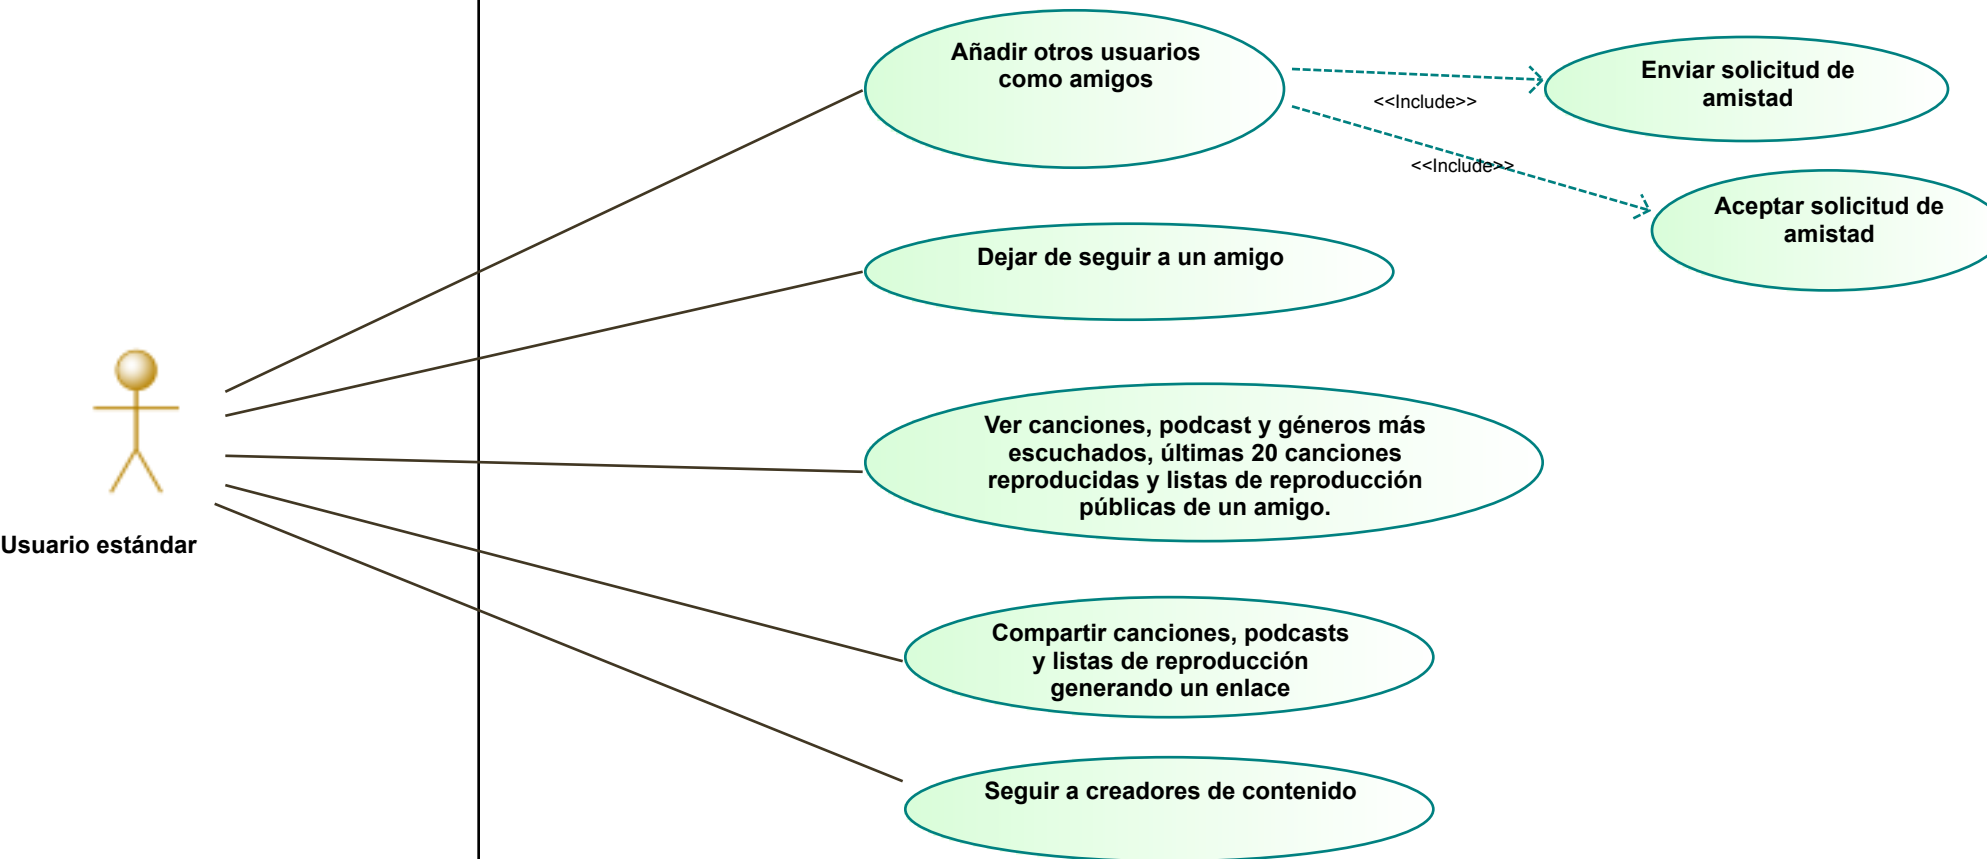 Añadir otros usuarios
como amigos
Enviar solicitud de
amistad
<<Include>>
<<Include>>
Aceptar solicitud de
amistad
Dejar de seguir a un amigo
Ver canciones, podcast y géneros más
escuchados, últimas 20 canciones
reproducidas y listas de reproducción
públicas de un amigo.
Usuario estándar
Compartir canciones, podcasts
y listas de reproducción
generando un enlace
Seguir a creadores de contenido